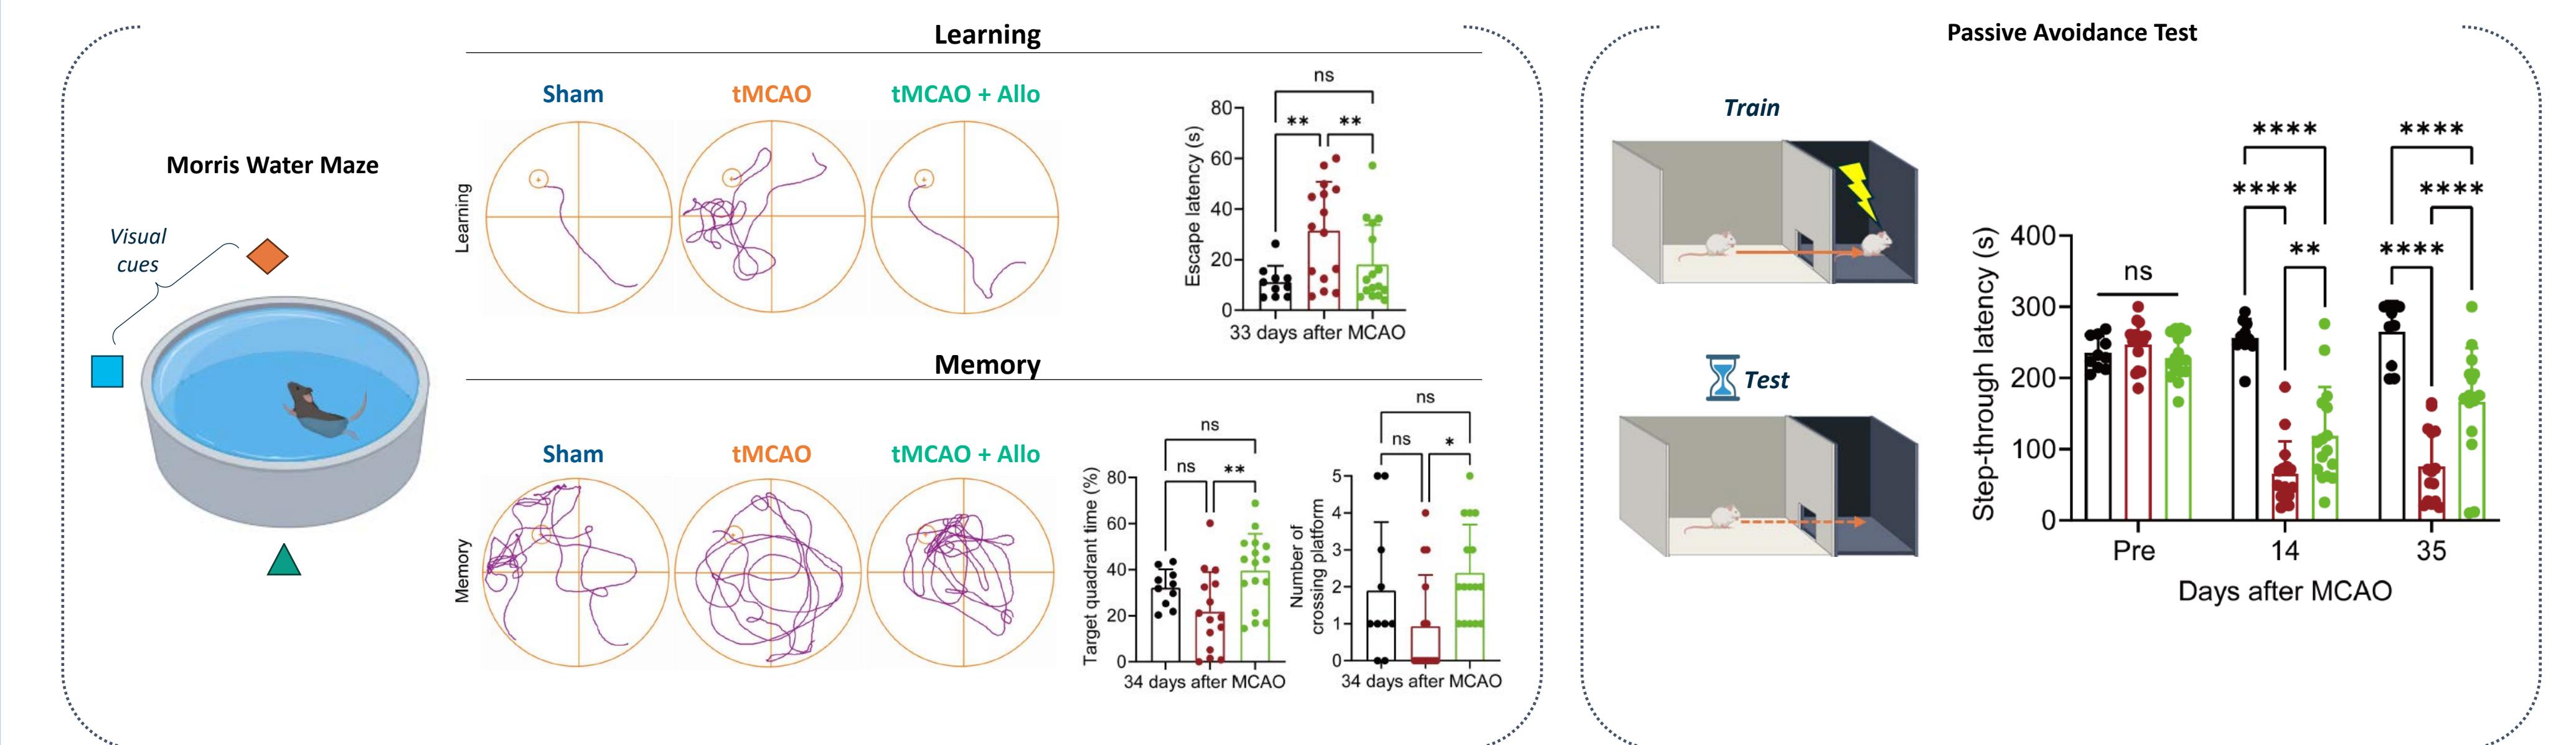 Learning
Sham
tMCAO
tMCAO + Allo
Morris Water Maze
Visual
cues
Learning
ns
**
**
Escape latency (s)
80
60
40
20
0
33 days after MCAO
Memory
Sham
tMCAO
tMCAO + Allo
Memory
ns
ns
**
Target quadrant time (%)
80
60
40
20
0
34 days after MCAO
ns
ns
*
Number of
crossing platform
5
4
3
2
1
0
34 days after MCAO
Passive Avoidance Test
Train
Test
****
****
****
****
**
****
ns
Step-through latency (s)
400
300
200
100
0
Pre
14
35
Days after MCAO